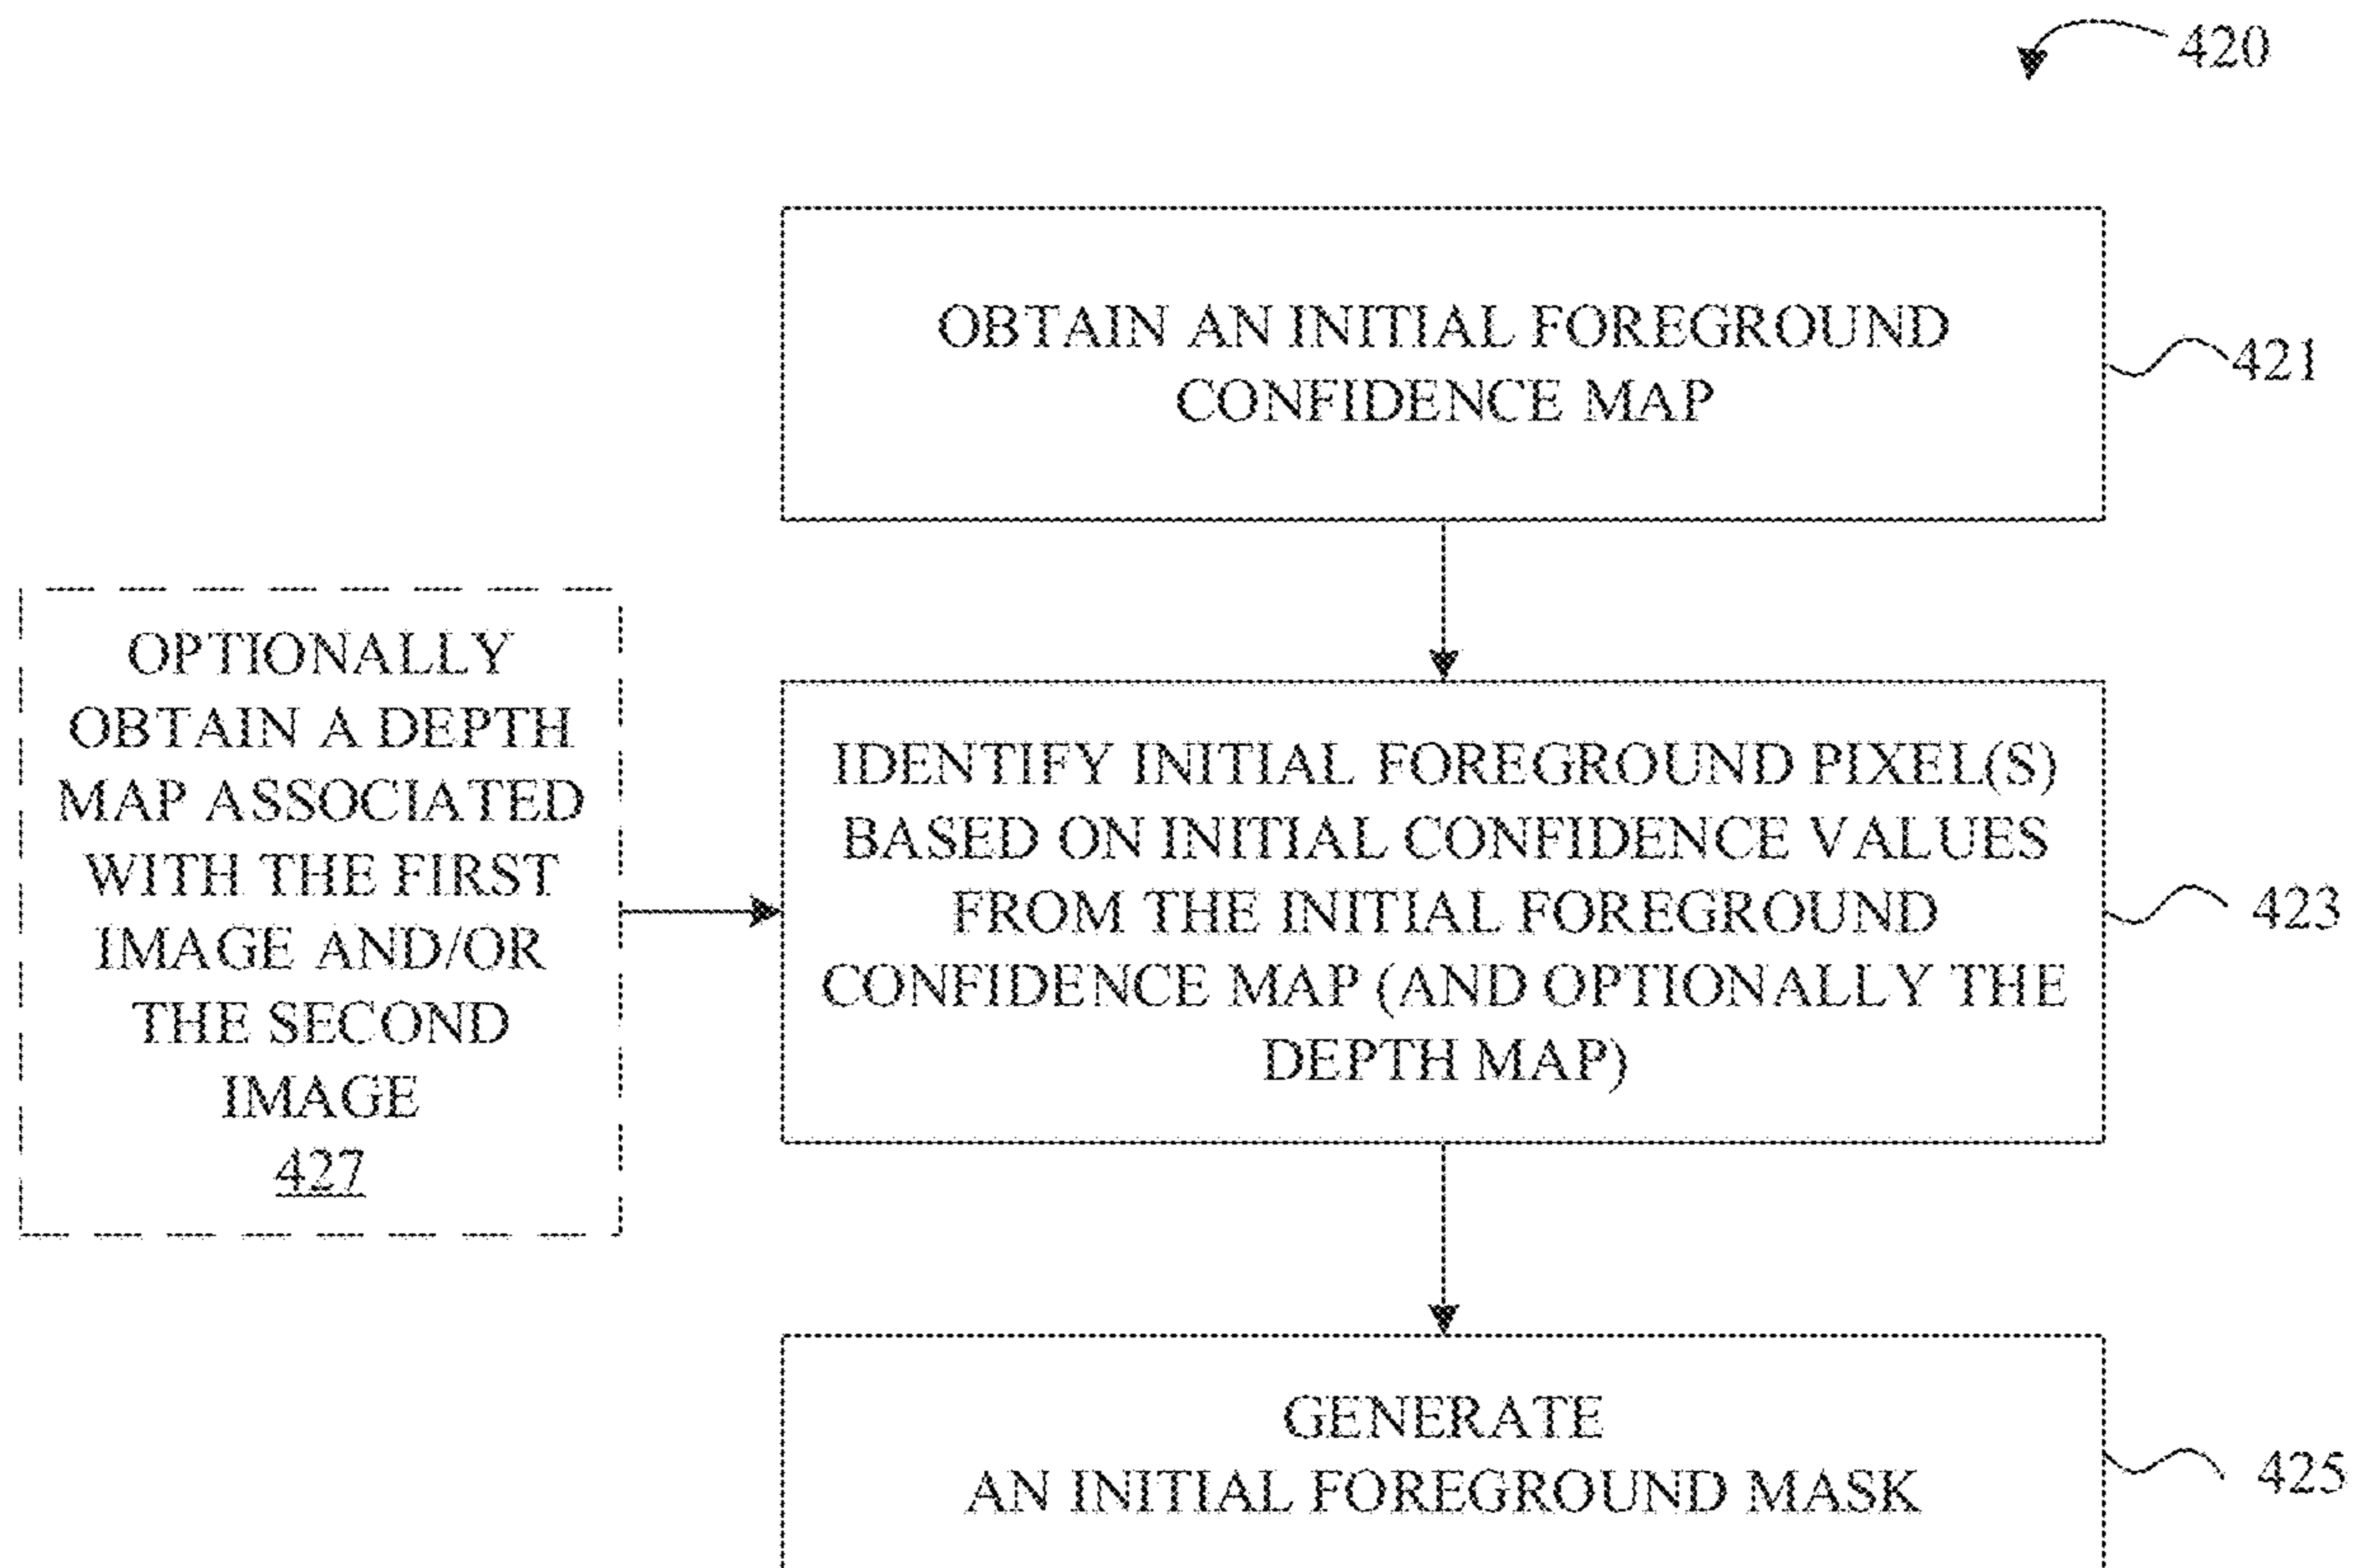 420
OBTAIN AN INITIAL FOREGROUND
CONFIDENCE MAP
421
OPTIONALLY
OBTAIN A DEPTH
MAP ASSOCIATED
WITH THE FIRST
IMAGE AND/OR
THE SECOND
IMAGE
427
IDENTIFY INITIAL FOREGROUND PIXEL(S)
BASED ON INITIAL CONFIDENCE VALUES
FROM THE INITIAL FOREGROUND
CONFIDENCE MAP (AND OPTIONALLY THE
DEPTH MAP)
423
GENERATE
AN INITIAL FOREGROUND MASK
425